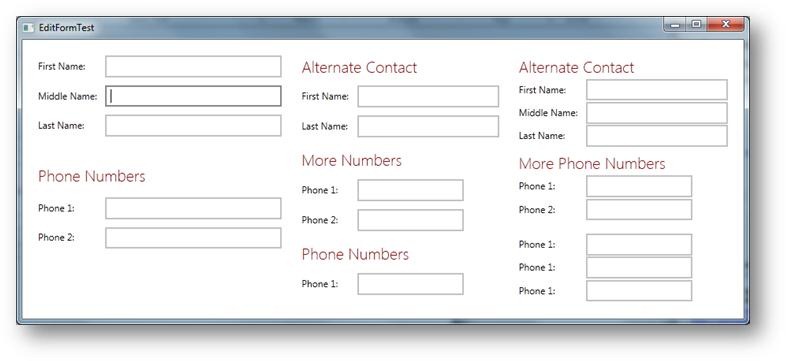 EditFormTest
First Name:
Middle Name:
Last Name:
Phone Numbers
Phone 1:
Phone 2:
Alternate Contact
First Name:
Last Name:
More Numbers
Phone 1:
Phone 2:
Phone Numbers
Phone 1:
Alternate Contact
First Name:
Middle Name:
Last Name:
More Phone Numbers
Phone 1:
Phone 2:
Phone 1:
Phone 1:
Phone 1: